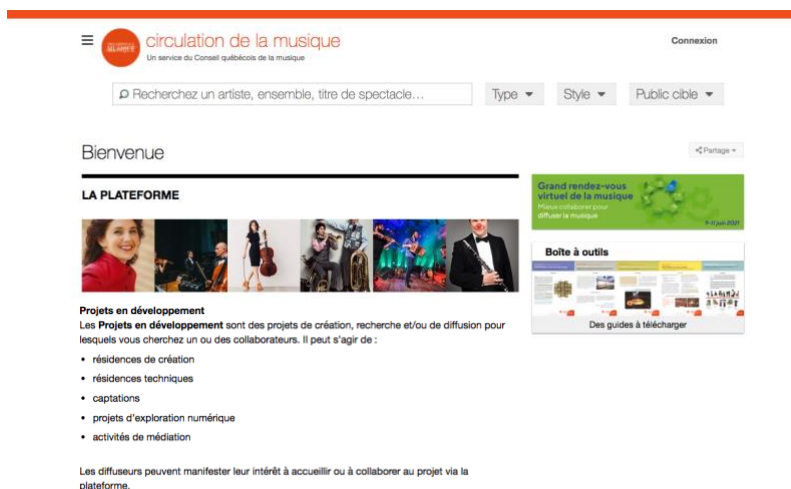 circulation de la musique
Un service du Conseil québécois de la musique
Connexion
Recherchez un artiste, ensemble, titre de spectacle...
Type
Style
Public cible
Bienvenue
Partage
LA PLATEFORME
Grand rendez-vous
virtuel de la musique
Mieux collaborer pour
diffuser la musique
9-11 juin 2021
Boîte à outils
Des guides à télécharger
Projets en développement
Les Projets en développement sont des projets de création, recherche et/ou de diffusion pour
lesquels vous cherchez un ou des collaborateurs. Il peut s'agir de :
• résidences de création
• résidences techniques
• captations
• projets d'exploration numérique
• activités de médiation
Les diffuseurs peuvent manifester leur intérêt à accueillir ou à collaborer au projet via la
plateforme.